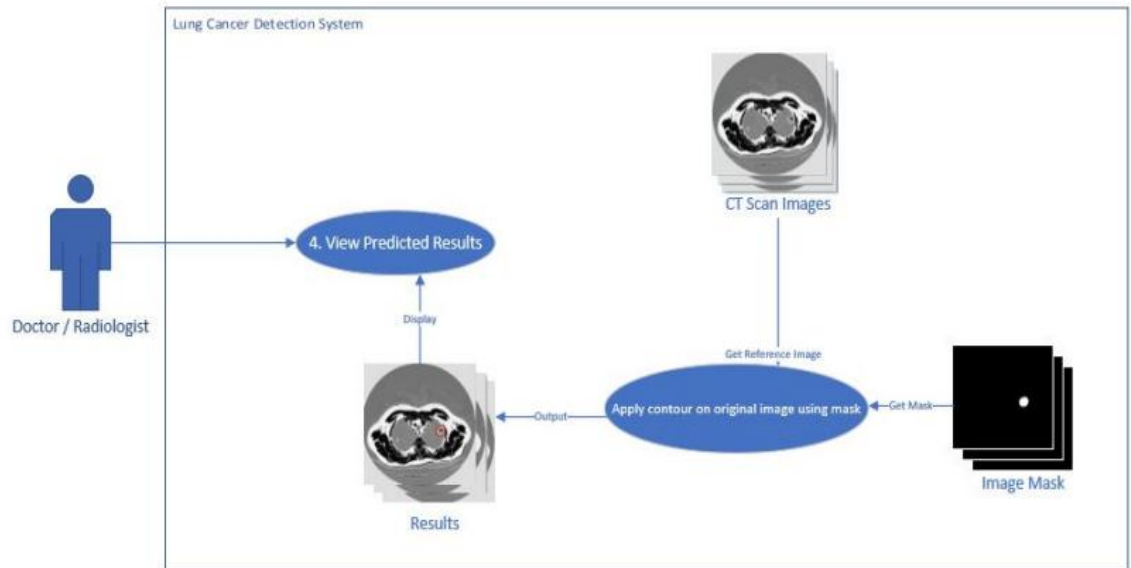 Lung Cancer Detection System
CT Scan Images
4. View Predicted Results
Doctor / Radiologist
Display
Get Reference Image
Apply contour on original image using mask
Get Mask
Output
Image Mask
Results